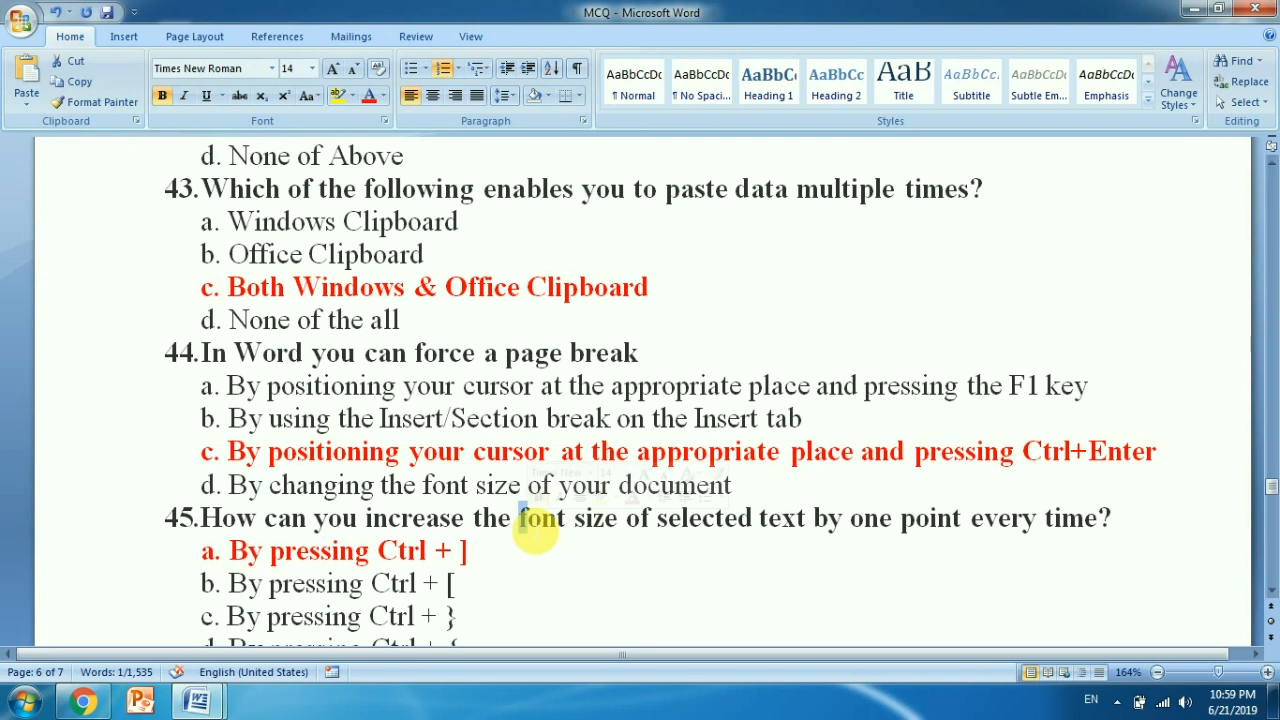 MCQ - Microsoft Word
Home Insert Page Layout References Mailings Review View
Paste
Cut
Copy
Format Painter
Clipboard
Times New Roman 14
Font
Paragraph
AaBbCcDc AaBbCcDc AaBbCc AaBbCc AaB AaBbCc. AaBbCcDc AaBbCcDc
¶ Normal ¶ No Spaci... Heading 1 Heading 2 Title Subtitle Subtle Em... Emphasis
Change Styles
Styles
Find
Replace
Select
Editing
d. None of Above
43.Which of the following enables you to paste data multiple times?
a. Windows Clipboard
b. Office Clipboard
c. Both Windows & Office Clipboard
d. None of the all
44.In Word you can force a page break
a. By positioning your cursor at the appropriate place and pressing the F1 key
b. By using the Insert/Section break on the Insert tab
c. By positioning your cursor at the appropriate place and pressing Ctrl+Enter
d. By changing the font size of your document
45.How can you increase the font size of selected text by one point every time?
a. By pressing Ctrl + ]
b. By pressing Ctrl + [
c. By pressing Ctrl + }
d. By pressing Ctrl + {
Page: 6 of 7 Words: 1/1,535 English (United States) 164%
EN 10:59 PM
6/21/2019